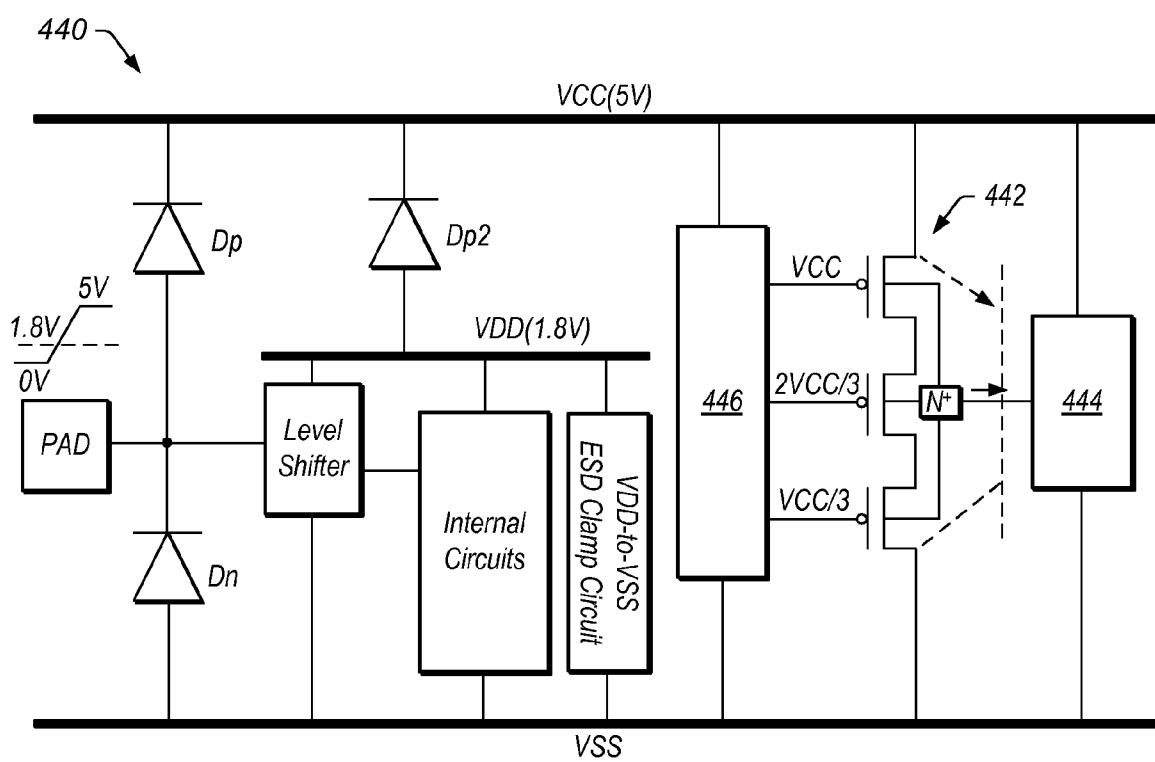 440
VCC(5V)
442
Dp
Dp2
VCC
5V
1.8V
0V
VDD(1.8V)
446
2VCC/3
N+
444
PAD
Level
Shifter
VCC/3
Internal
Circuits
VDD-to-VSS
ESD Clamp Circuit
Dn
VSS